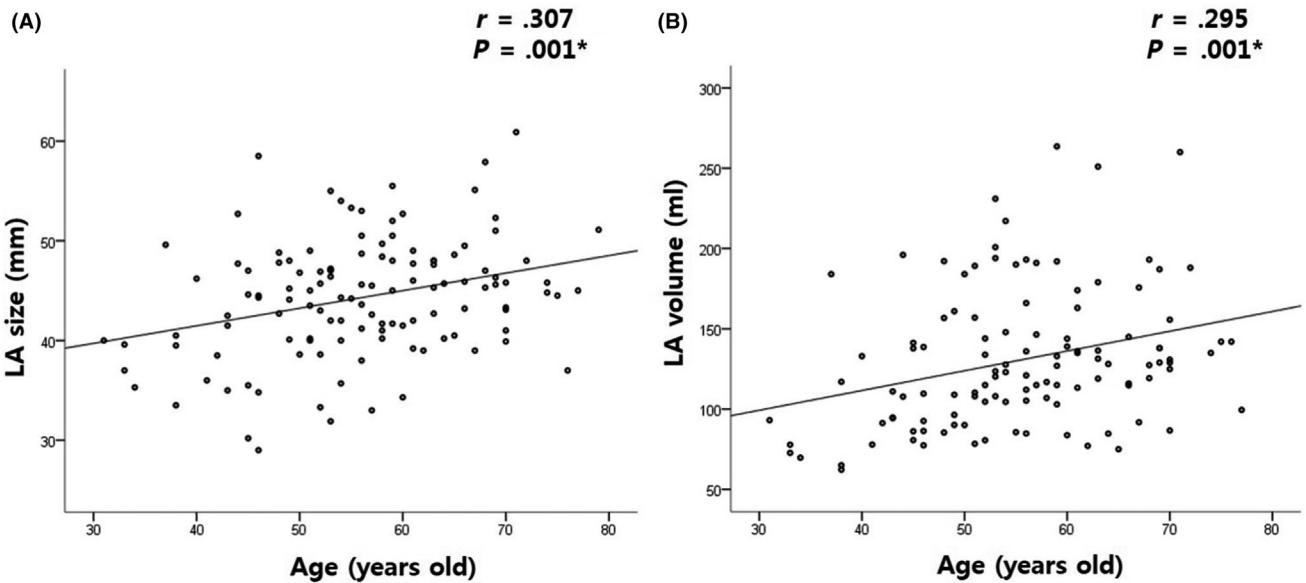 (A)
r = .307
P = .001*
LA size (mm)
60
50
40
30
30 40 50 60 70 80
Age (years old)
(B)
r = .295
P = .001*
LA volume (ml)
300
250
200
150
100
50
30 40 50 60 70 80
Age (years old)